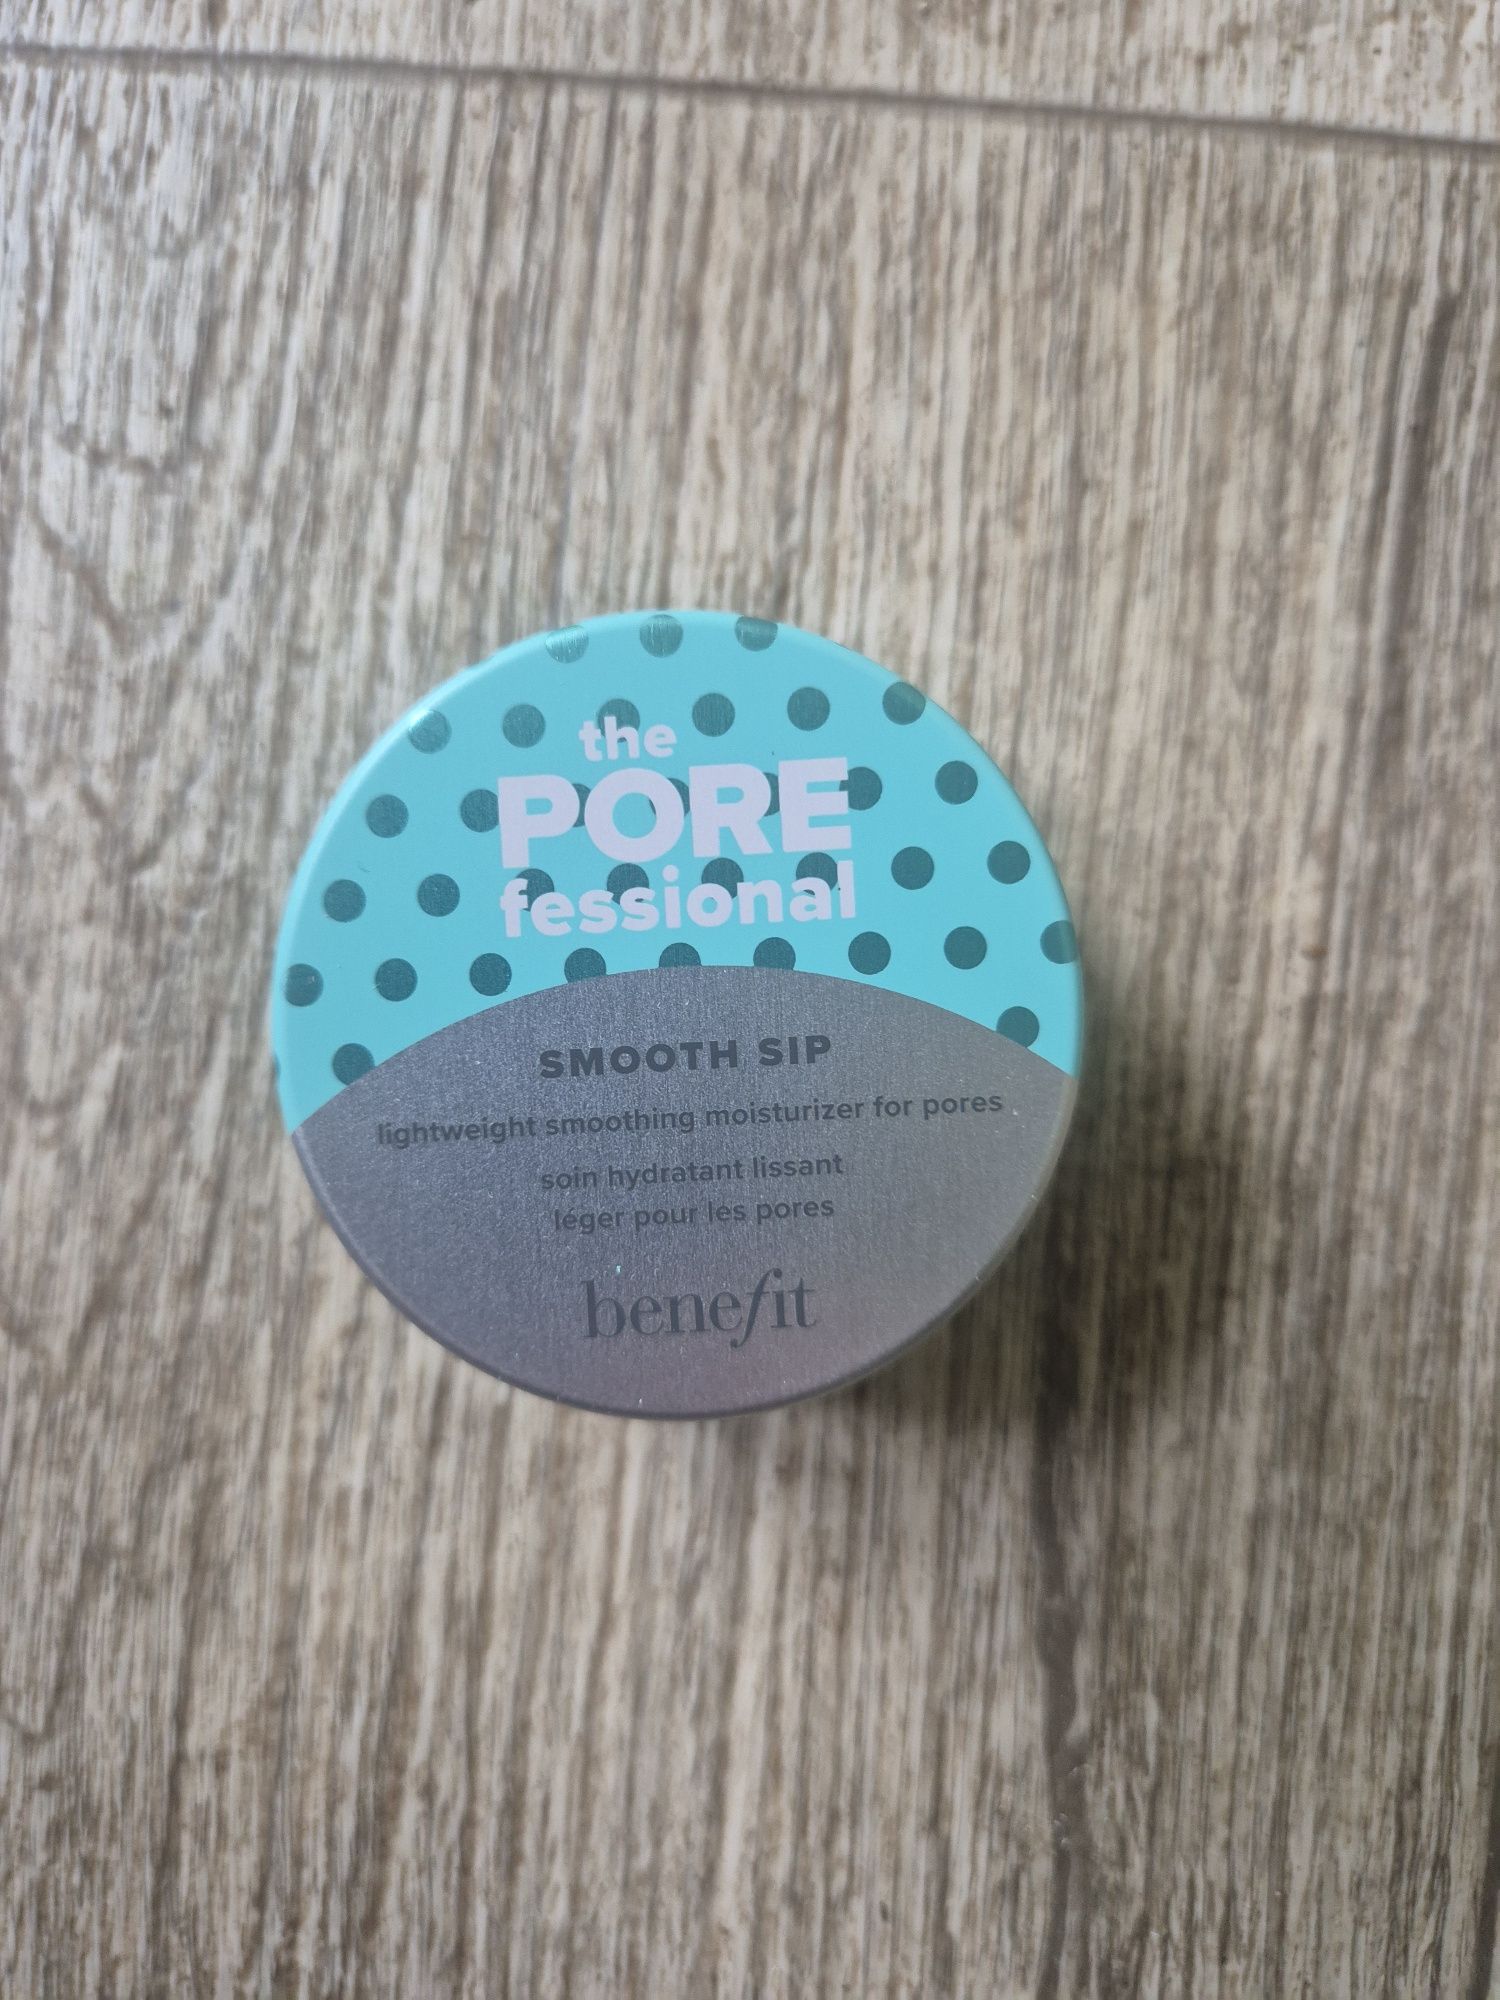 the
PORE
fessional
SMOOTH SIP
lightweight smoothing moisturizer for pores
soin hydratant lissant
léger pour les pores
benefit